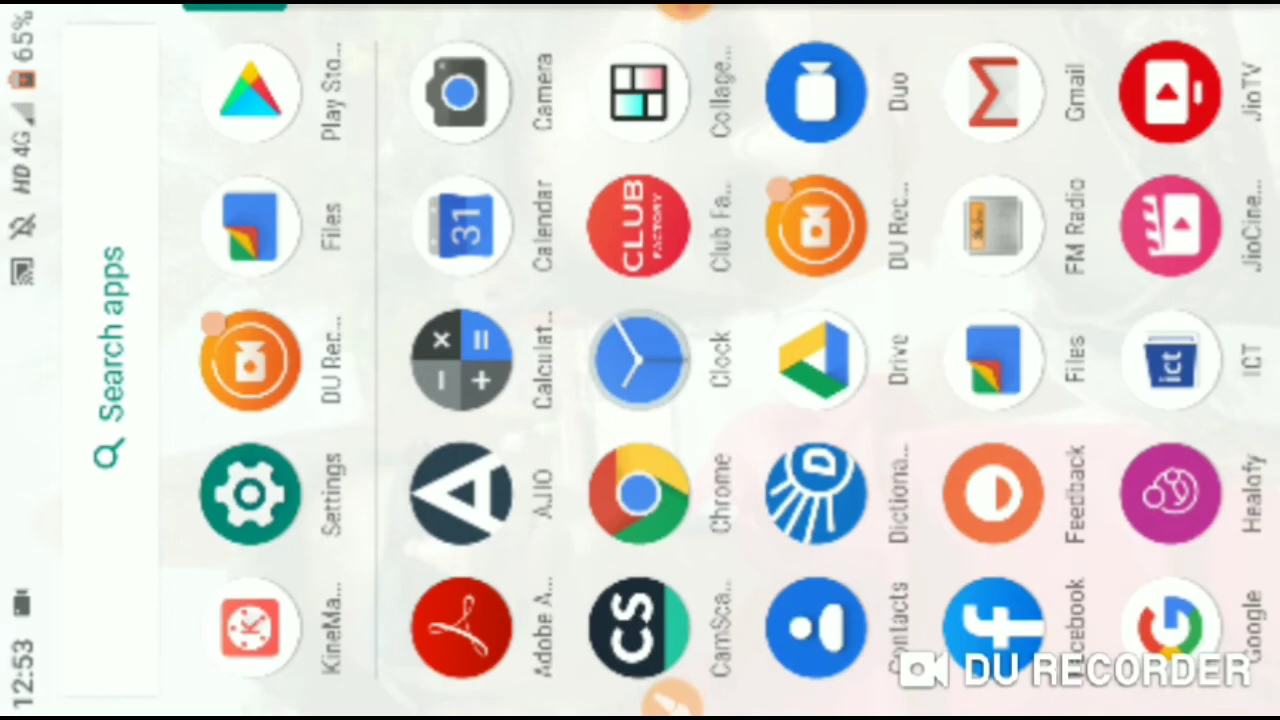 12:53 HD 4G 65%
Search apps
KineMa... Settings DU Rec... Files Play Sto...
Adobe A... AJIO Calculat... Calendar Camera
31
CamSca... Chrome Clock Club Fa... Collage...
CS CLUB FACTORY
Contacts Dictiona... Drive DU Rec... Duo
D
Facebook Feedback Files FM Radio Gmail
Google Healofy ICT JioCine... JioTV
ict
DU RECORDER